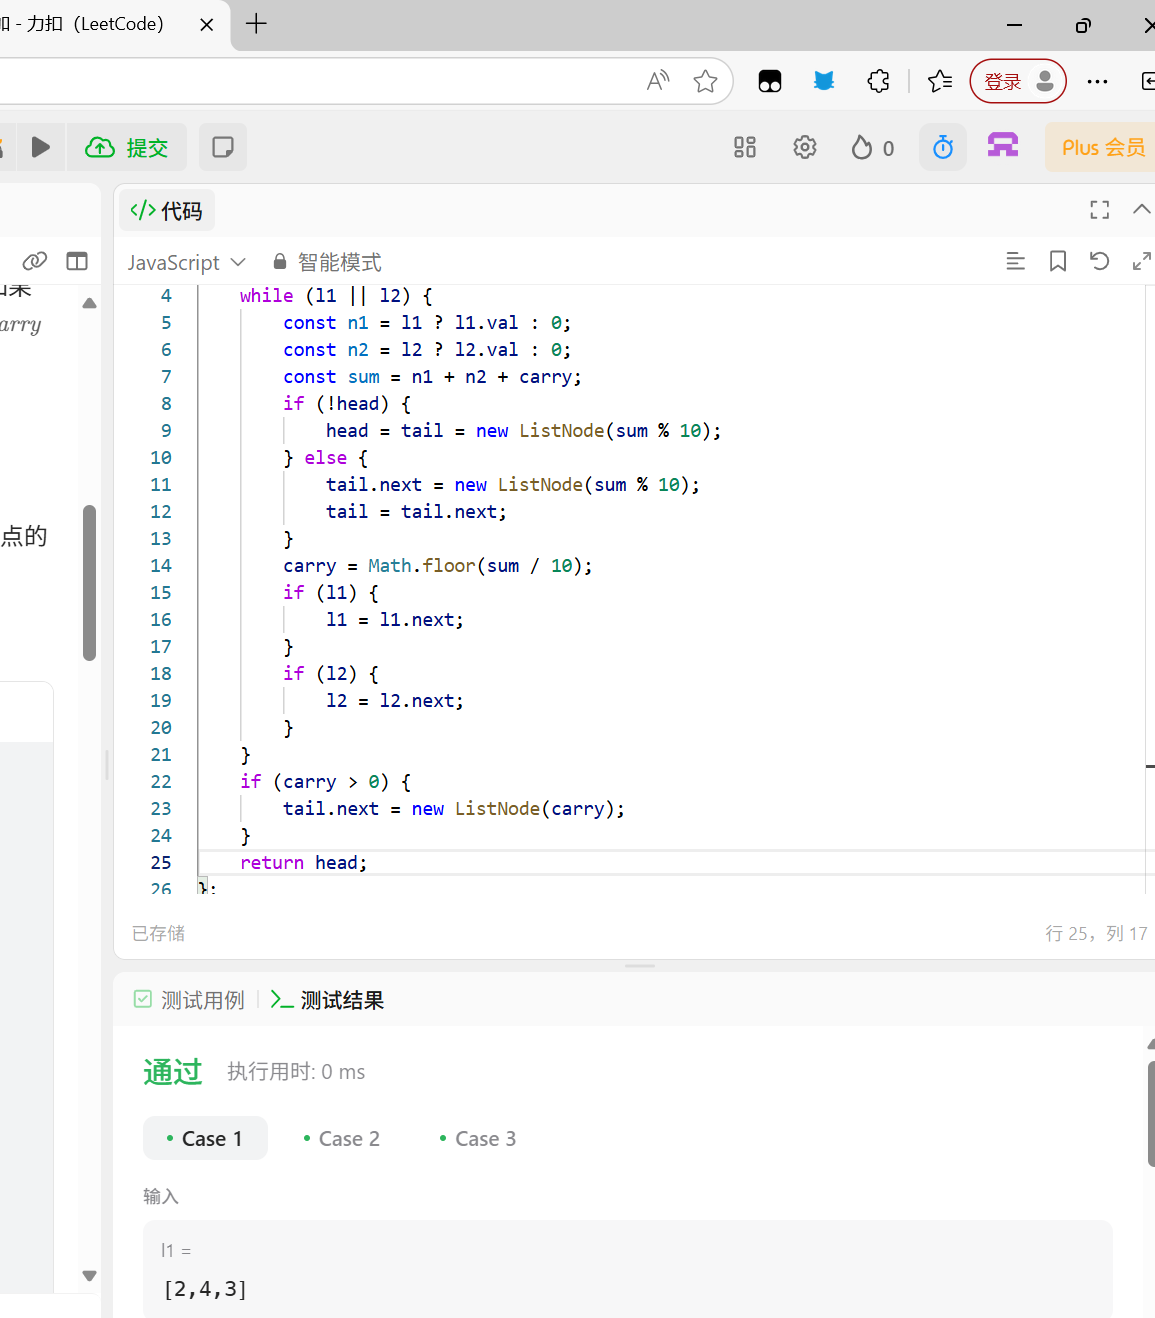 扣 - 力扣（LeetCode）
登录
提交
0
Plus 会员
</> 代码
JavaScript
智能模式
如果
arry
点的
4 while (l1 || l2) {
5 const n1 = l1 ? l1.val : 0;
6 const n2 = l2 ? l2.val : 0;
7 const sum = n1 + n2 + carry;
8 if (!head) {
9 head = tail = new ListNode(sum % 10);
10 } else {
11 tail.next = new ListNode(sum % 10);
12 tail = tail.next;
13 }
14 carry = Math.floor(sum / 10);
15 if (l1) {
16 l1 = l1.next;
17 }
18 if (l2) {
19 l2 = l2.next;
20 }
21 }
22 if (carry > 0) {
23 tail.next = new ListNode(carry);
24 }
25 return head;
26 };
已存储
行 25，列 17
测试用例
测试结果
通过
执行用时: 0 ms
Case 1
Case 2
Case 3
输入
l1 =
[2,4,3]